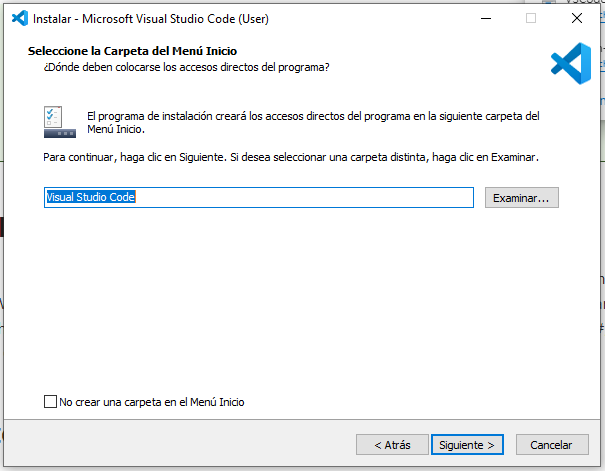 Instalar - Microsoft Visual Studio Code (User)
Seleccione la Carpeta del Menú Inicio
¿Dónde deben colocarse los accesos directos del programa?
El programa de instalación creará los accesos directos del programa en la siguiente carpeta del
Menú Inicio.
Para continuar, haga clic en Siguiente. Si desea seleccionar una carpeta distinta, haga clic en Examinar.
Visual Studio Code
Examinar...
No crear una carpeta en el Menú Inicio
< Atrás
Siguiente >
Cancelar